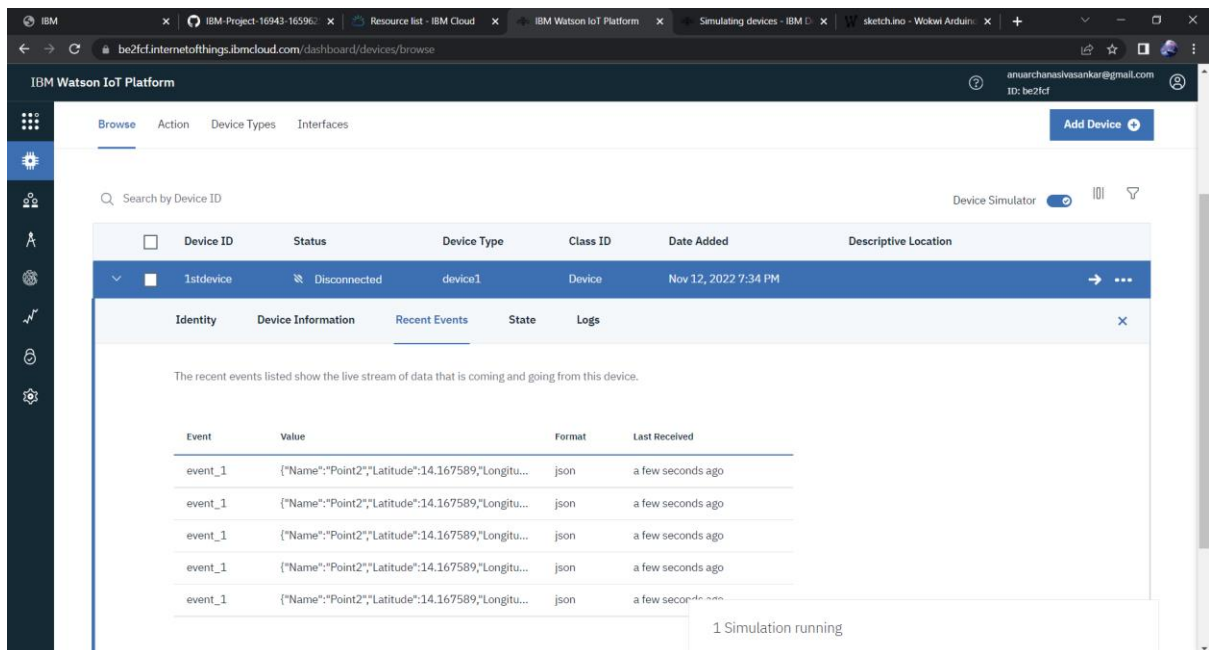 IBM
IBM-Project-16943-165962
Resource list - IBM Cloud
IBM Watson IoT Platform
Simulating devices - IBM D
sketch.ino - Wokwi Arduin
be2fcf.internetofthings.ibmcloud.com/dashboard/devices/browse
IBM Watson IoT Platform
anuarchanasivasankar@gmail.com
ID: be2fcf
Browse Action Device Types Interfaces
Add Device
Search by Device ID
Device Simulator
Device ID Status Device Type Class ID Date Added Descriptive Location
1stdevice Disconnected device1 Device Nov 12, 2022 7:34 PM
Identity Device Information Recent Events State Logs
The recent events listed show the live stream of data that is coming and going from this device.
Event Value Format Last Received
event_1 {"Name":"Point2","Latitude":14.167589,"Longitu... json a few seconds ago
event_1 {"Name":"Point2","Latitude":14.167589,"Longitu... json a few seconds ago
event_1 {"Name":"Point2","Latitude":14.167589,"Longitu... json a few seconds ago
event_1 {"Name":"Point2","Latitude":14.167589,"Longitu... json a few seconds ago
event_1 {"Name":"Point2","Latitude":14.167589,"Longitu... json a few seconds ago
1 Simulation running